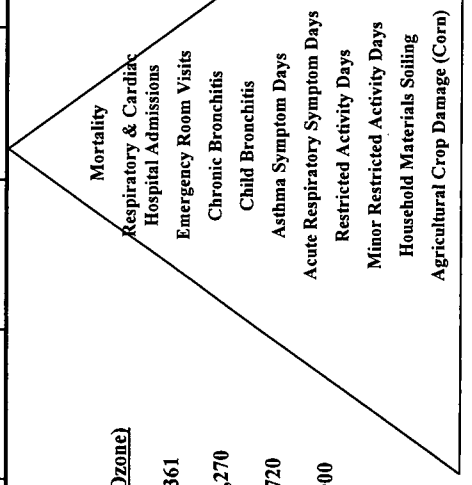 Ozone)
361
,270
720
00
Mortality
Respiratory & Cardiac
Hospital Admissions
Emergency Room Visits
Chronic Bronchitis
Child Bronchitis
Asthma Symptom Days
Acute Respiratory Symptom Days
Restricted Activity Days
Minor Restricted Activity Days
Household Materials Soiling
Agricultural Crop Damage (Corn)